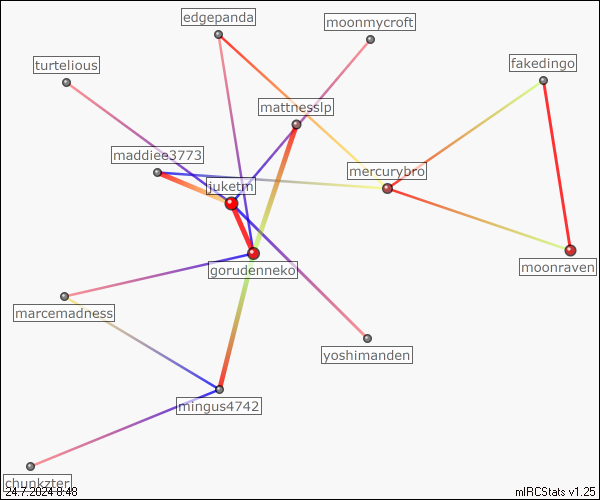 edgepanda
moonmycroft
turtelious
fakedingo
mattnesslp
maddiee3773
mercurybro
juketm
gorudenneko
moonraven
marcemadness
yoshimanden
mingus4742
chunkzter
24.7.2024 0:48
mIRCStats v1.25